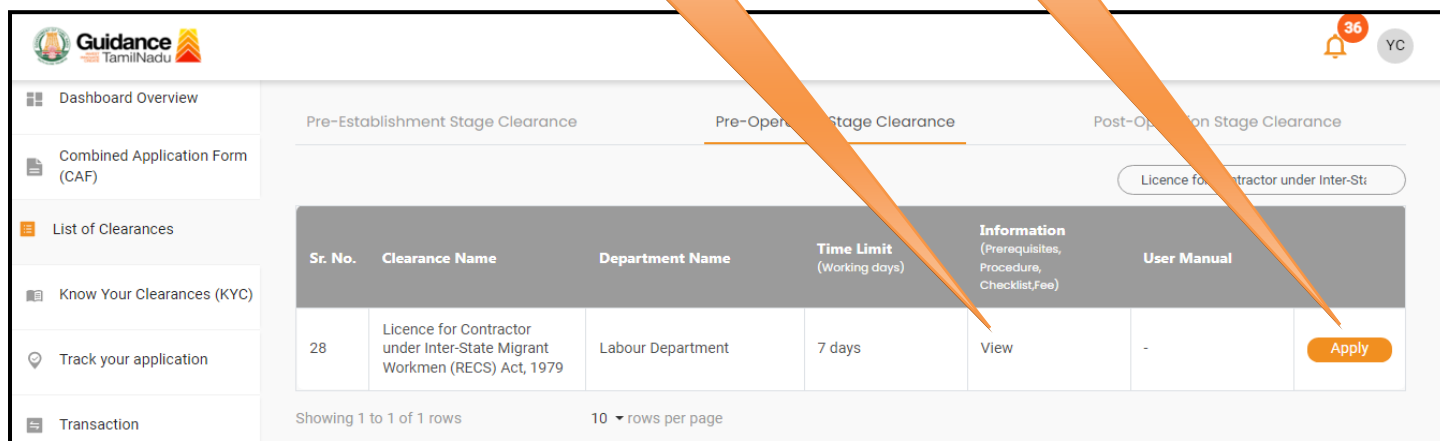 Guidance
TamilNadu
36
YC
Dashboard Overview
Combined Application Form
(CAF)
List of Clearances
Know Your Clearances (KYC)
Track your application
Transaction
Pre-Establishment Stage Clearance
Stage Clearance
Stage Clearance
Licence under Inter-Sta
Sr. No.
Clearance Name
Department Name
Time Limit
(Working days)
Information
(Prerequisites,
Procedure,
Checklist,Fee)
User Manual
28
Licence for Contractor
under Inter-State Migrant
Workmen (RECS) Act, 1979
Labour Department
7 days
View
-
Apply
Showing 1 to 1 of 1 rows
10 rows per page